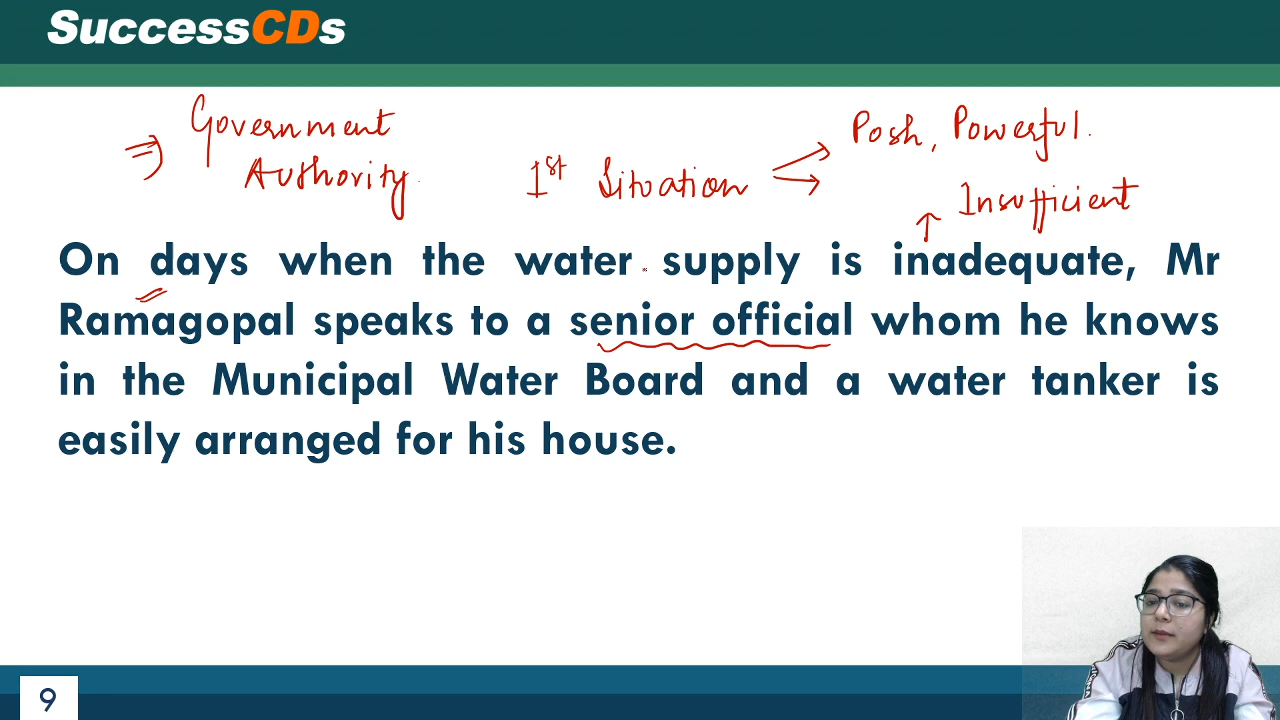 SuccessCDs
Government
Authority.
1st Situation
Posh, Powerful.
Insufficient
On days when the water supply is inadequate, Mr
Ramagopal speaks to a senior official whom he knows
in the Municipal Water Board and a water tanker is
easily arranged for his house.
9